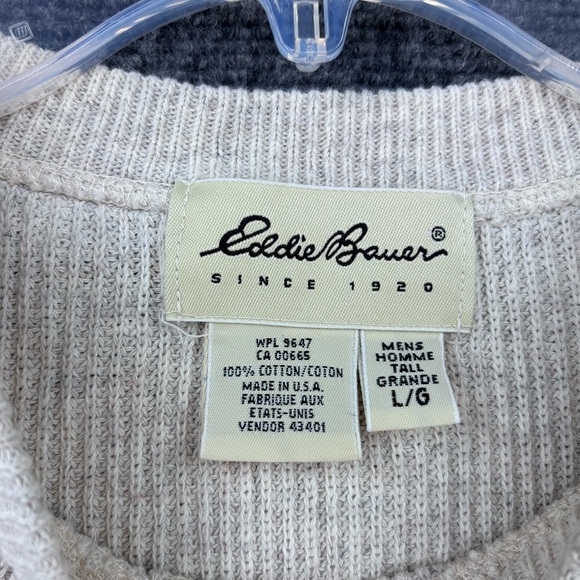 Eddie Bauer®
SINCE 1920
WPL 9647
CA 00665
100% COTTON/COTON
MADE IN U.S.A.
FABRIQUE AUX
ETATS-UNIS
VENDOR 43401
MENS
HOMME
TALL
GRANDE
L/G